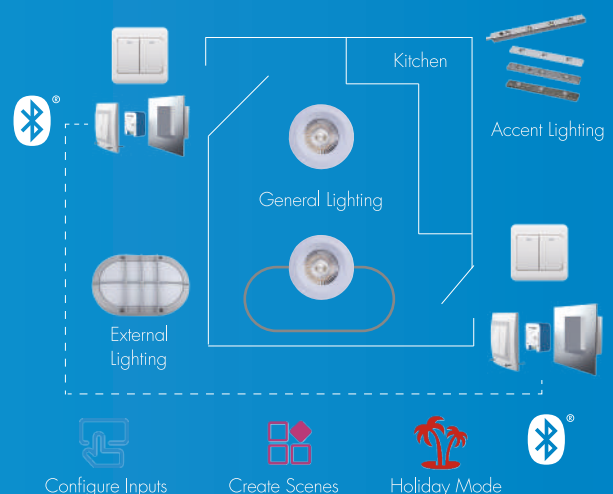 ®
Kitchen
Accent Lighting
General Lighting
External
Lighting
®
Configure Inputs
Create Scenes
Holiday Mode